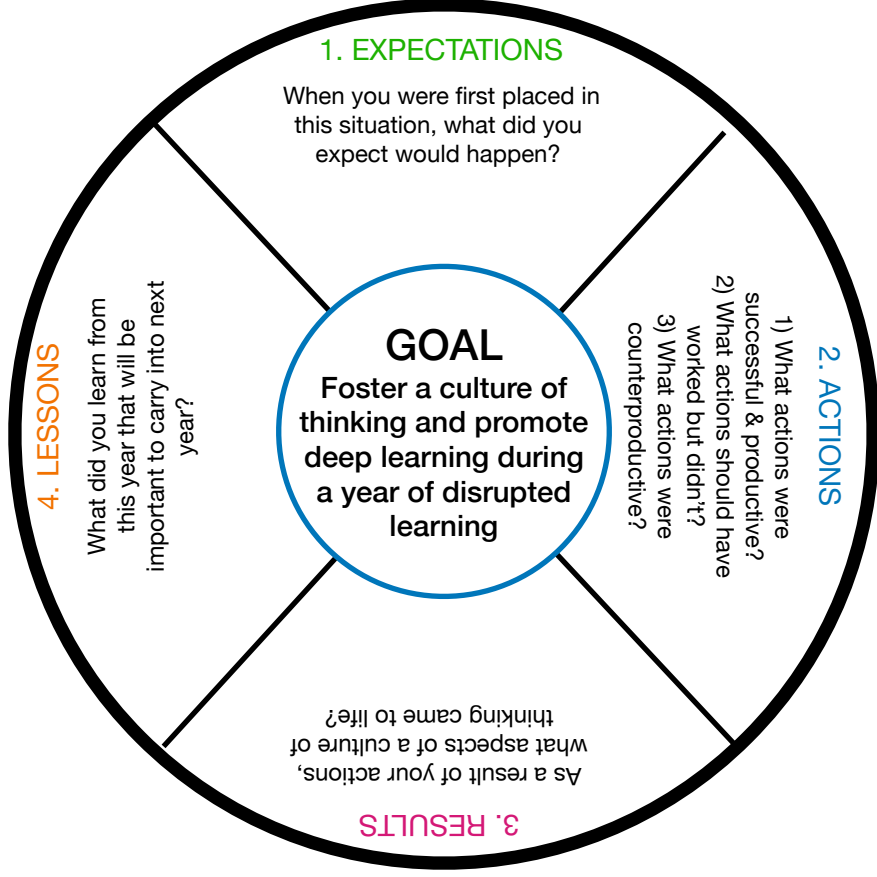 1. EXPECTATIONS
When you were first placed in
this situation, what did you
expect would happen?
GOAL
Foster a culture of
thinking and promote
deep learning during
a year of disrupted
learning
2. ACTIONS
1) What actions were
successful & productive?
2) What actions should have
worked but didn't?
3) What actions were
counterproductive?
3. RESULTS
As a result of your actions,
what aspects of a culture of
thinking came to life?
4. LESSONS
What did you learn from
this year that will be
important to carry into next
year?